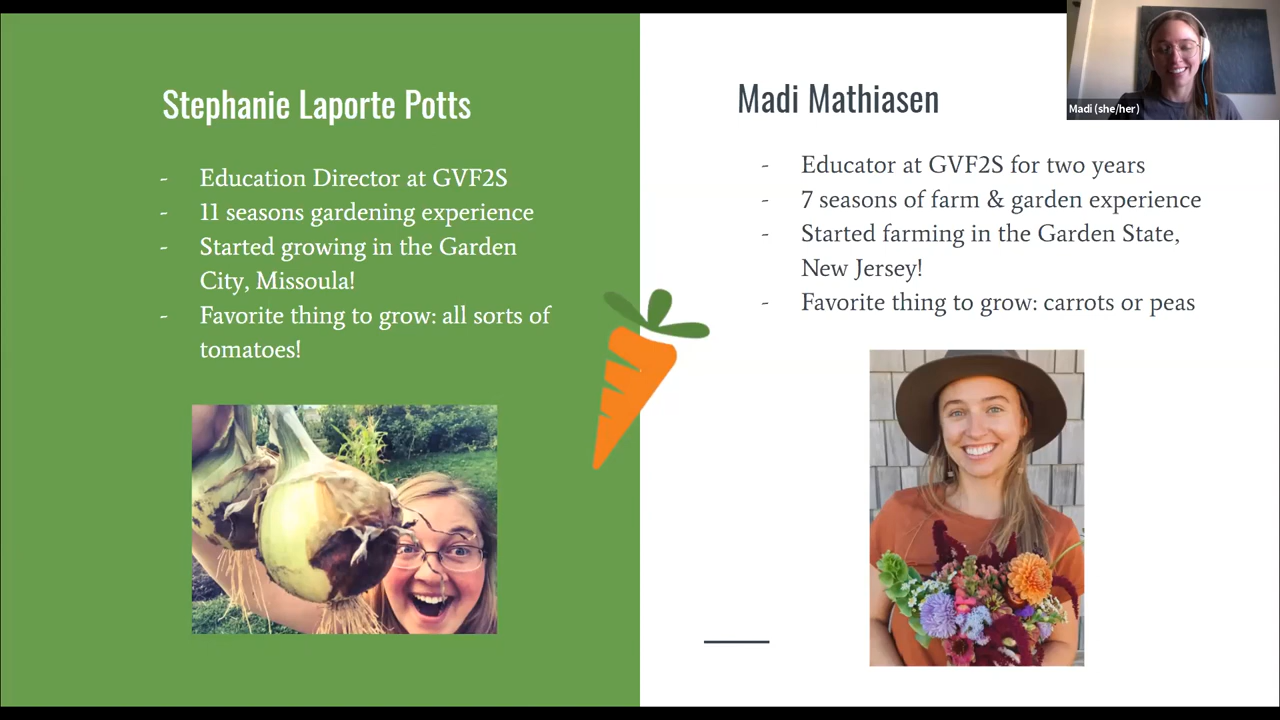 Stephanie Laporte Potts
- Education Director at GVF2S
- 11 seasons gardening experience
- Started growing in the Garden
City, Missoula!
- Favorite thing to grow: all sorts of
tomatoes!
Madi Mathiasen
- Educator at GVF2S for two years
- 7 seasons of farm & garden experience
- Started farming in the Garden State,
New Jersey!
- Favorite thing to grow: carrots or peas
Madi (she/her)